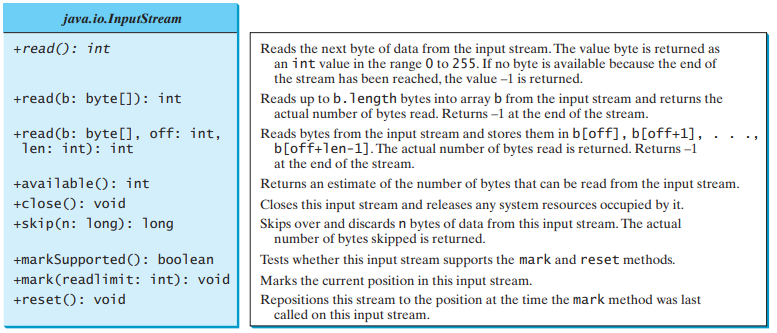 java.io.InputStream
+read(): int
Reads the next byte of data from the input stream. The value byte is returned as
an int value in the range 0 to 255. If no byte is available because the end of
the stream has been reached, the value –1 is returned.
+read(b: byte[]): int
Reads up to b.length bytes into array b from the input stream and returns the
actual number of bytes read. Returns –1 at the end of the stream.
+read(b: byte[], off: int,
len: int): int
Reads bytes from the input stream and stores them in b[off], b[off+1], . . .,
b[off+len-1]. The actual number of bytes read is returned. Returns –1
at the end of the stream.
+available(): int
Returns an estimate of the number of bytes that can be read from the input stream.
+close(): void
Closes this input stream and releases any system resources occupied by it.
+skip(n: long): long
Skips over and discards n bytes of data from this input stream. The actual
number of bytes skipped is returned.
+markSupported(): boolean
Tests whether this input stream supports the mark and reset methods.
+mark(readlimit: int): void
Marks the current position in this input stream.
+reset(): void
Repositions this stream to the position at the time the mark method was last
called on this input stream.